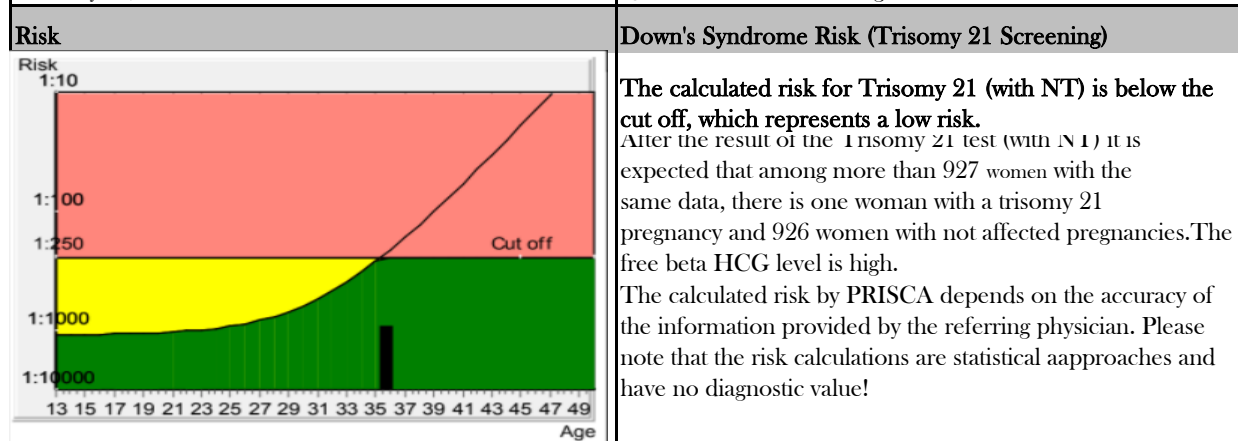 Risk
Down's Syndrome Risk (Trisomy 21 Screening)
Risk
1:10
1:100
1:250
Cut off
1:1000
1:10000
13 15 17 19 21 23 25 27 29 31 33 35 37 39 41 43 45 47 49
Age
The calculated risk for Trisomy 21 (with NT) is below the
cut off, which represents a low risk.
After the result of the Trisomy 21 test (with NT) it is
expected that among more than 927 women with the
same data, there is one woman with a trisomy 21
pregnancy and 926 women with not affected pregnancies.The
free beta HCG level is high.
The calculated risk by PRISCA depends on the accuracy of
the information provided by the referring physician. Please
note that the risk calculations are statistical aapproaches and
have no diagnostic value!